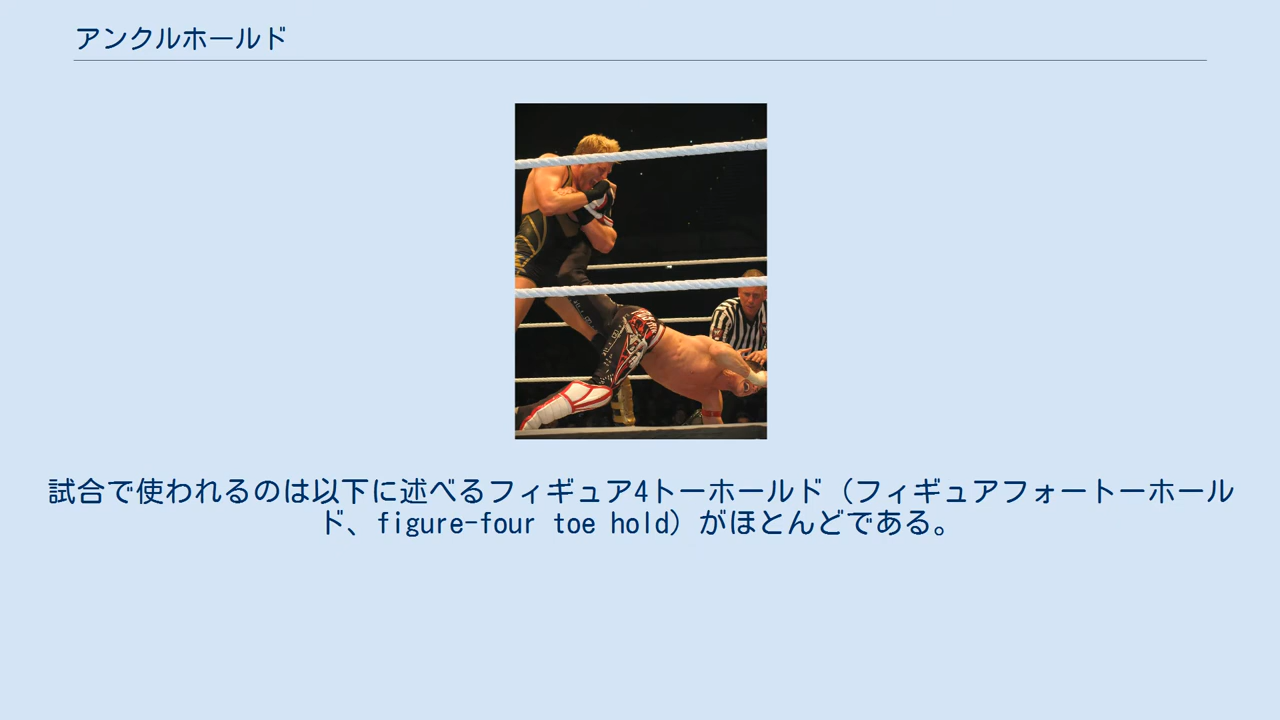 アンクルホールド
試合で使われるのは以下に述べるフィギュア4トーホールド（フィギュアフォートーホール
ド、figure-four toe hold）がほとんどである。